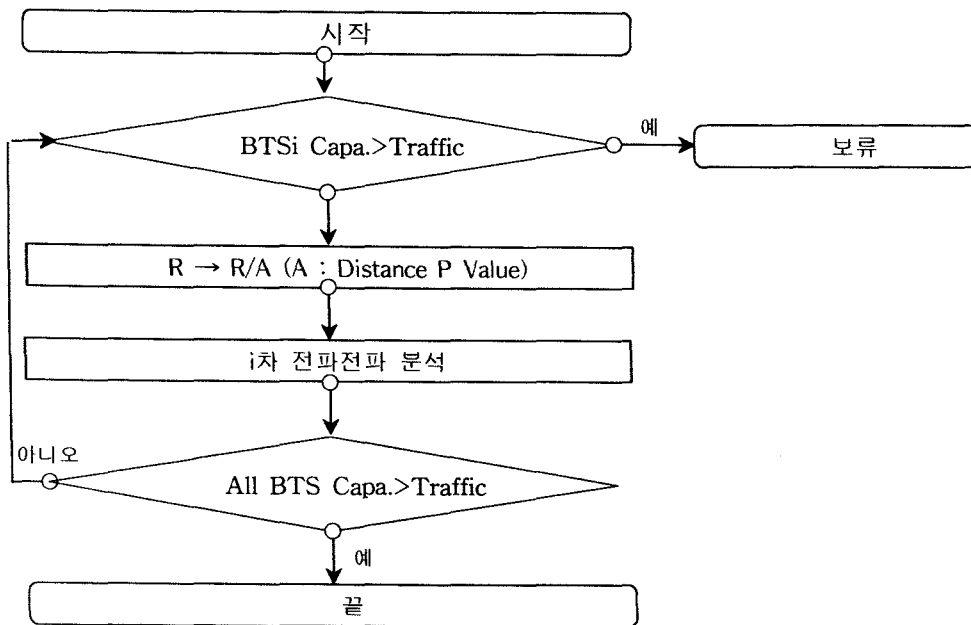 시작
BTSi Capa.>Traffic
예
보류
R → R/A (A : Distance P Value)
i차 전파전파 분석
아니오
All BTS Capa.>Traffic
예
끝